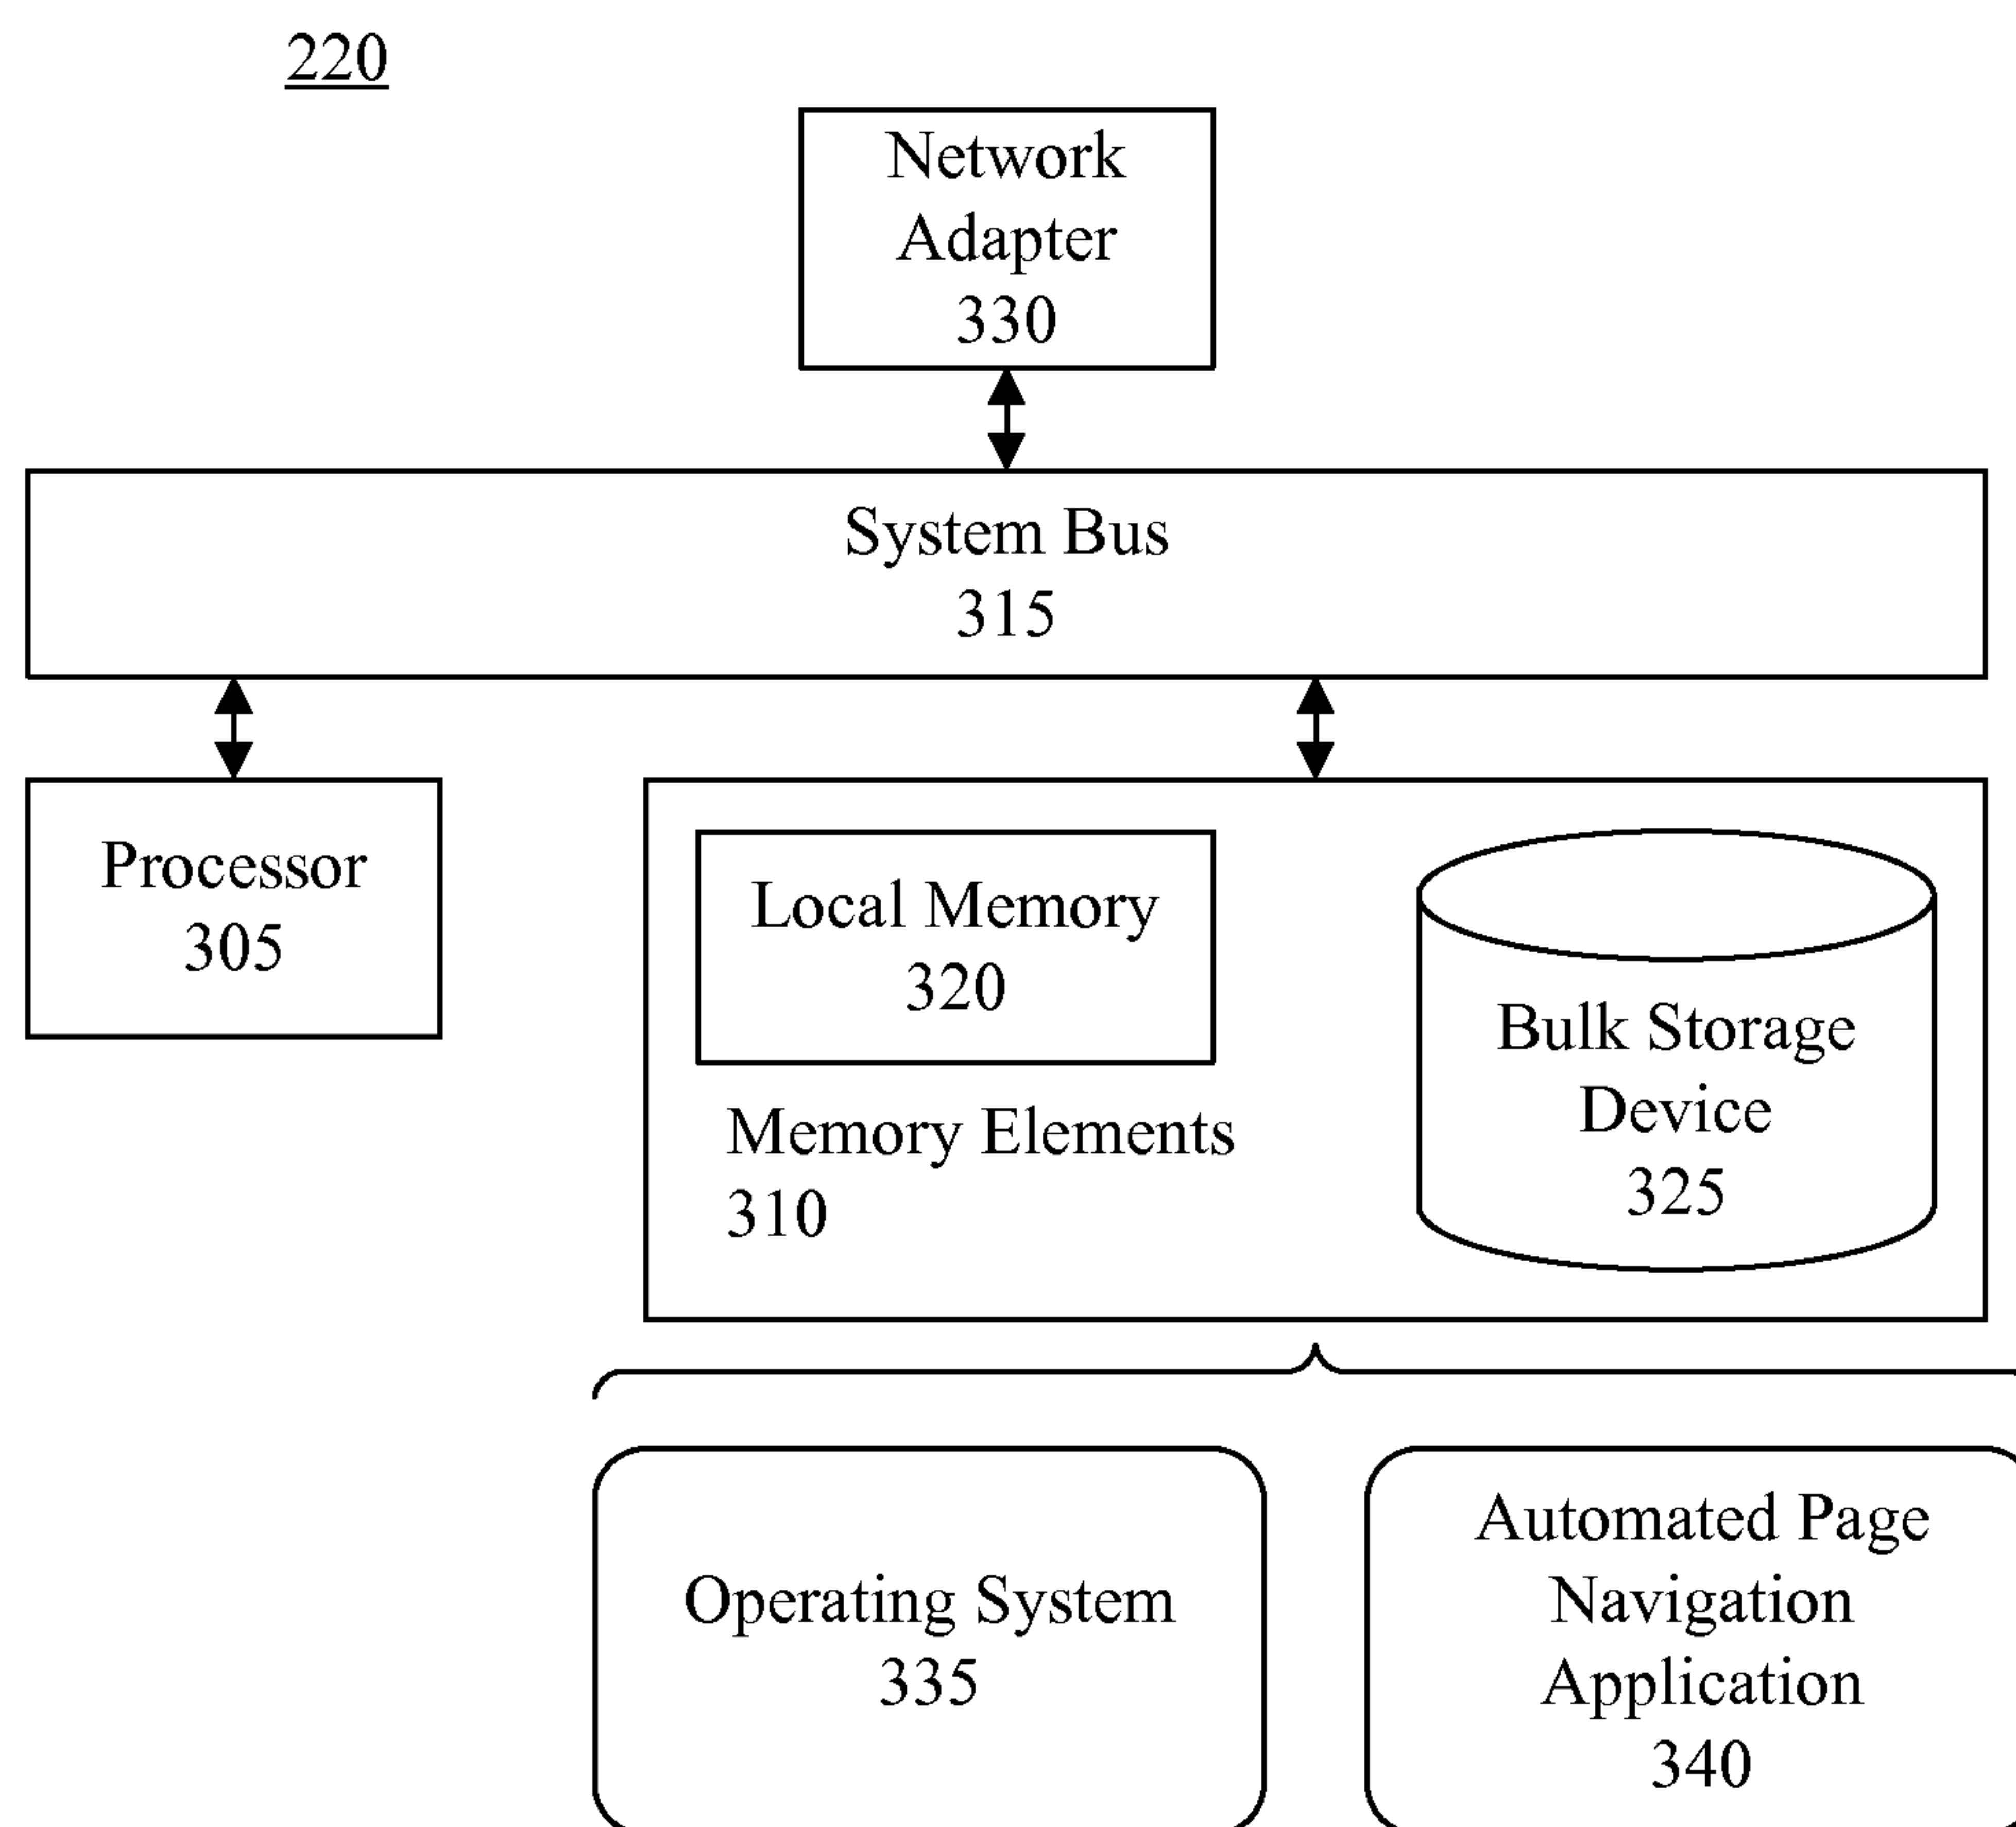 220
Network
Adapter
330
System Bus
315
Processor
305
Local Memory
320
Memory Elements
310
Bulk Storage
Device
325
Operating System
335
Automated Page
Navigation
Application
340